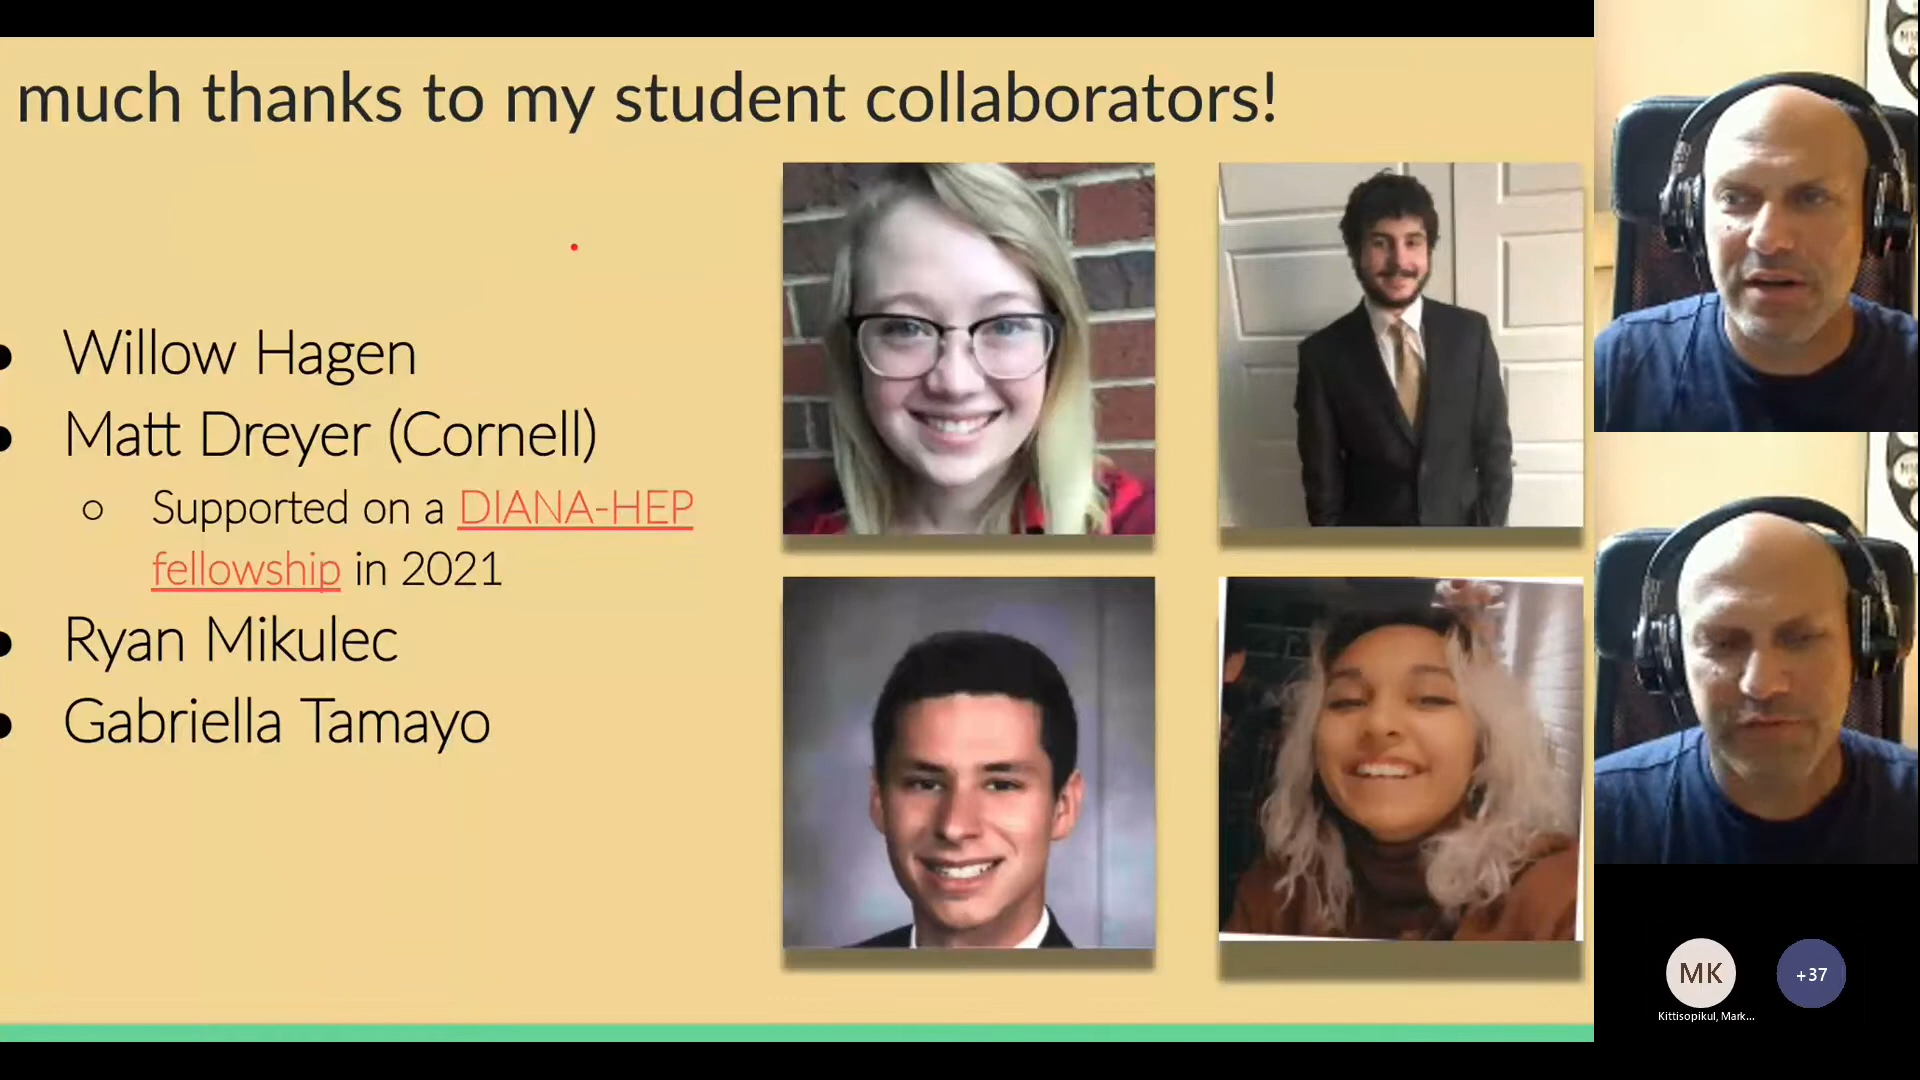 much thanks to my student collaborators!
Willow Hagen
Matt Dreyer (Cornell)
Supported on a DIANA-HEP
fellowship in 2021
Ryan Mikulec
Gabriella Tamayo
MK
+37
Kittisopikul, Mark...